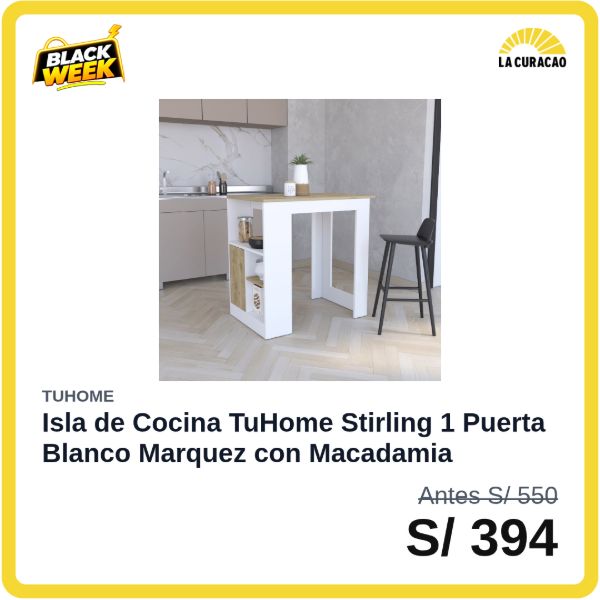 BLACK
WEEK
LA CURACAO
TUHOME
Isla de Cocina TuHome Stirling 1 Puerta
Blanco Marquez con Macadamia
Antes S/ 550
S/ 394